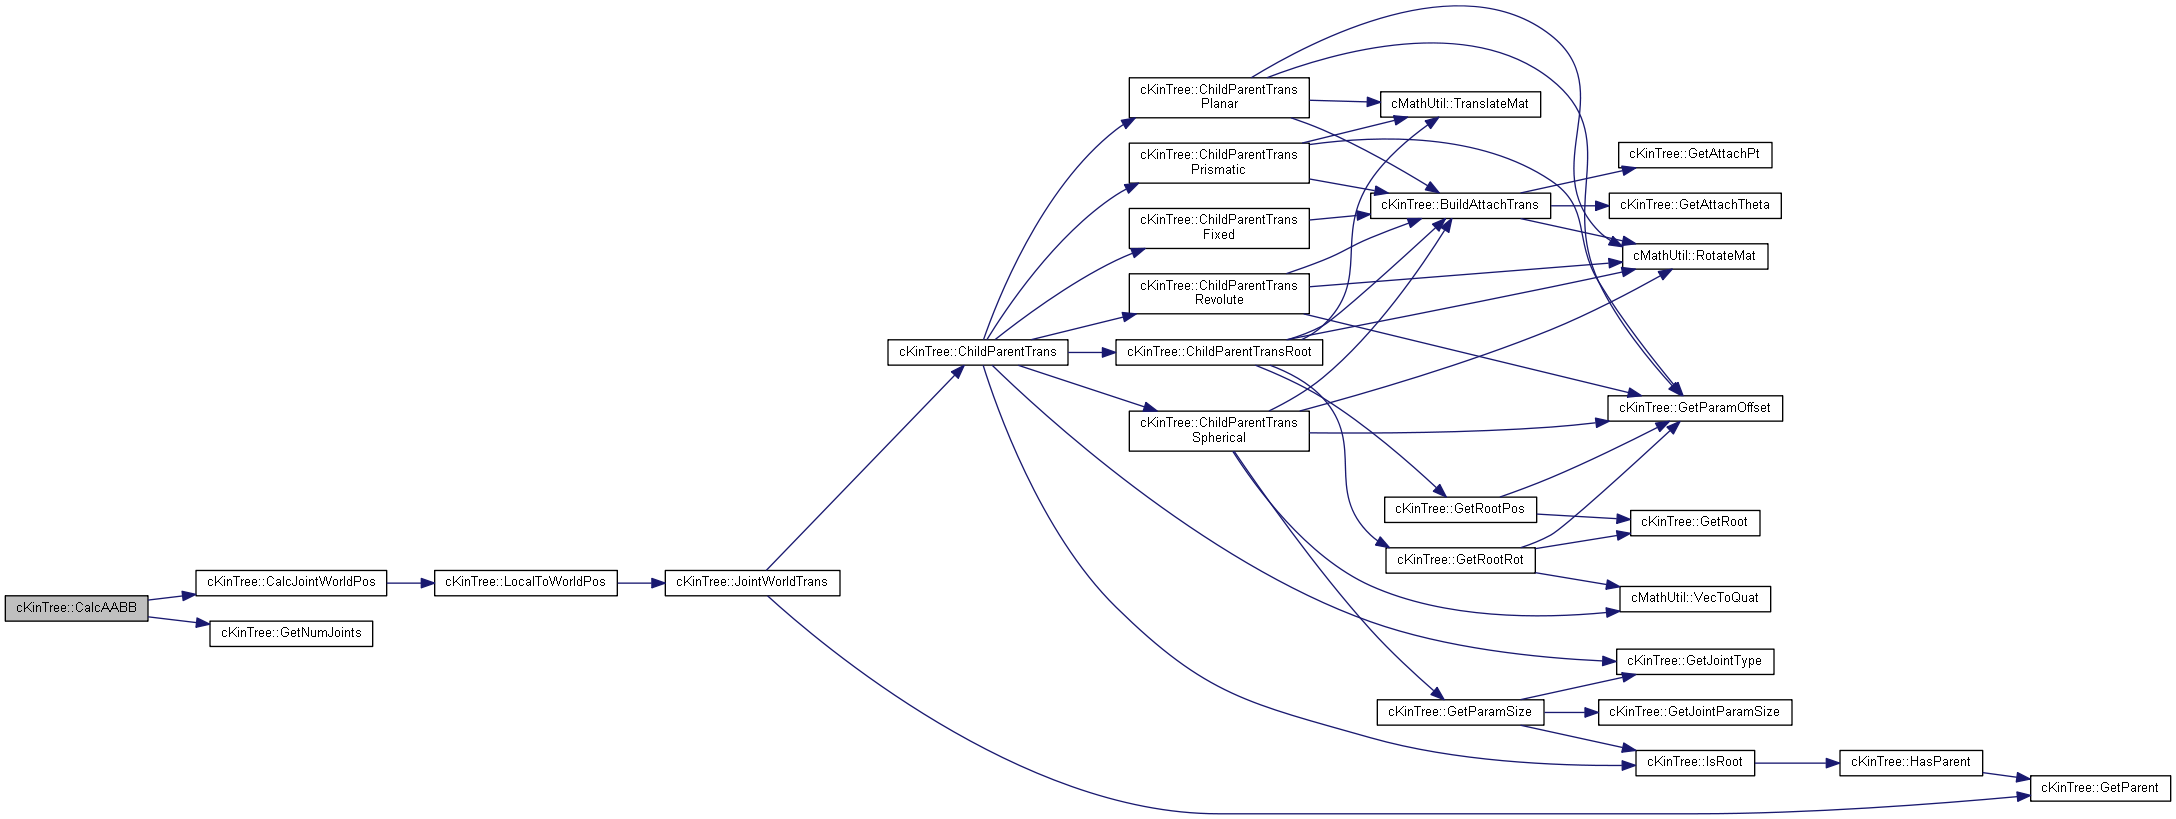 cKinTree::ChildParentTrans
Planar
cMathUtil::TranslateMat
cKinTree::ChildParentTrans
Prismatic
cKinTree::GetAttachPt
cKinTree::BuildAttachTrans
cKinTree::GetAttachTheta
cKinTree::ChildParentTrans
Fixed
cMathUtil::RotateMat
cKinTree::ChildParentTrans
Revolute
cKinTree::ChildParentTrans
cKinTree::ChildParentTransRoot
cKinTree::GetParamOffset
cKinTree::ChildParentTrans
Spherical
cKinTree::GetRootPos
cKinTree::GetRoot
cKinTree::GetRootRot
cKinTree::CalcJointWorldPos
cKinTree::LocalToWorldPos
cKinTree::JointWorldTrans
cMathUtil::VecToQuat
cKinTree::CalcAABB
cKinTree::GetNumJoints
cKinTree::GetJointType
cKinTree::GetParamSize
cKinTree::GetJointParamSize
cKinTree::IsRoot
cKinTree::HasParent
cKinTree::GetParent